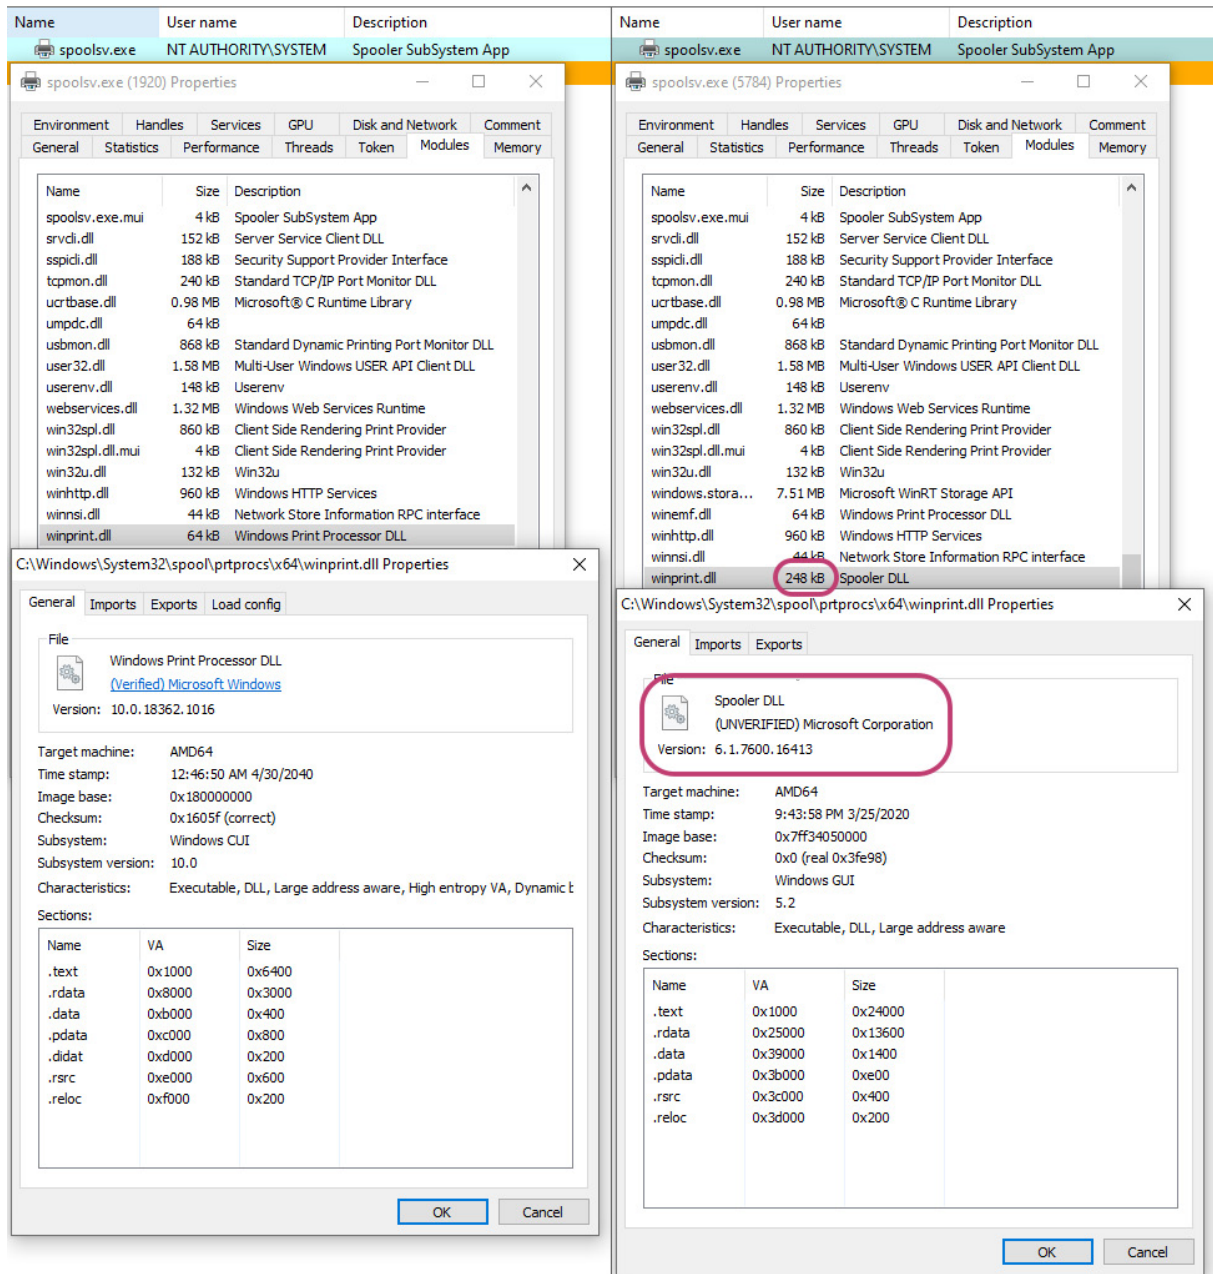 Name User name Description
spoolsv.exe NT AUTHORITY\SYSTEM Spooler SubSystem App
spoolsv.exe (1920) Properties
Environment Handles Services GPU Disk and Network Comment
General Statistics Performance Threads Token Modules Memory
Name Size Description
spoolsv.exe.mui 4 kB Spooler SubSystem App
srvcli.dll 152 kB Server Service Client DLL
sspicli.dll 188 kB Security Support Provider Interface
tcpmon.dll 240 kB Standard TCP/IP Port Monitor DLL
ucrtbase.dll 0.98 MB Microsoft® C Runtime Library
umpdc.dll 64 kB
usbmon.dll 868 kB Standard Dynamic Printing Port Monitor DLL
user32.dll 1.58 MB Multi-User Windows USER API Client DLL
userenv.dll 148 kB Userenv
webservices.dll 1.32 MB Windows Web Services Runtime
win32spl.dll 860 kB Client Side Rendering Print Provider
win32spl.dll.mui 4 kB Client Side Rendering Print Provider
win32u.dll 132 kB Win32u
winhttp.dll 960 kB Windows HTTP Services
winnsi.dll 44 kB Network Store Information RPC interface
winprint.dll 64 kB Windows Print Processor DLL
C:\Windows\System32\spool\prtprocs\x64\winprint.dll Properties
General Imports Exports Load config
File
Windows Print Processor DLL
(Verified) Microsoft Windows
Version: 10.0.18362.1016
Target machine: AMD64
Time stamp: 12:46:50 AM 4/30/2040
Image base: 0x180000000
Checksum: 0x1605f (correct)
Subsystem: Windows CUI
Subsystem version: 10.0
Characteristics: Executable, DLL, Large address aware, High entropy VA, Dynamic b
Sections:
Name VA Size
.text 0x1000 0x6400
.rdata 0x8000 0x3000
.data 0xb000 0x400
.pdata 0xc000 0x800
.didat 0xd000 0x200
.rsrc 0xe000 0x600
.reloc 0xf000 0x200
OK Cancel
Name User name Description
spoolsv.exe NT AUTHORITY\SYSTEM Spooler SubSystem App
spoolsv.exe (5784) Properties
Environment Handles Services GPU Disk and Network Comment
General Statistics Performance Threads Token Modules Memory
Name Size Description
spoolsv.exe.mui 4 kB Spooler SubSystem App
srvcli.dll 152 kB Server Service Client DLL
sspicli.dll 188 kB Security Support Provider Interface
tcpmon.dll 240 kB Standard TCP/IP Port Monitor DLL
ucrtbase.dll 0.98 MB Microsoft® C Runtime Library
umpdc.dll 64 kB
usbmon.dll 868 kB Standard Dynamic Printing Port Monitor DLL
user32.dll 1.58 MB Multi-User Windows USER API Client DLL
userenv.dll 148 kB Userenv
webservices.dll 1.32 MB Windows Web Services Runtime
win32spl.dll 860 kB Client Side Rendering Print Provider
win32spl.dll.mui 4 kB Client Side Rendering Print Provider
win32u.dll 132 kB Win32u
windows.stora... 7.51 MB Microsoft WinRT Storage API
winemf.dll 64 kB Windows Print Processor DLL
winhttp.dll 960 kB Windows HTTP Services
winnsi.dll 44 kB Network Store Information RPC interface
winprint.dll 248 kB Spooler DLL
C:\Windows\System32\spool\prtprocs\x64\winprint.dll Properties
General Imports Exports
File
Spooler DLL
(UNVERIFIED) Microsoft Corporation
Version: 6.1.7600.16413
Target machine: AMD64
Time stamp: 9:43:58 PM 3/25/2020
Image base: 0x7ff34050000
Checksum: 0x0 (real 0x3fe98)
Subsystem: Windows GUI
Subsystem version: 5.2
Characteristics: Executable, DLL, Large address aware
Sections:
Name VA Size
.text 0x1000 0x24000
.rdata 0x25000 0x13600
.data 0x39000 0x1400
.pdata 0x3b000 0xe00
.rsrc 0x3c000 0x400
.reloc 0x3d000 0x200
OK Cancel